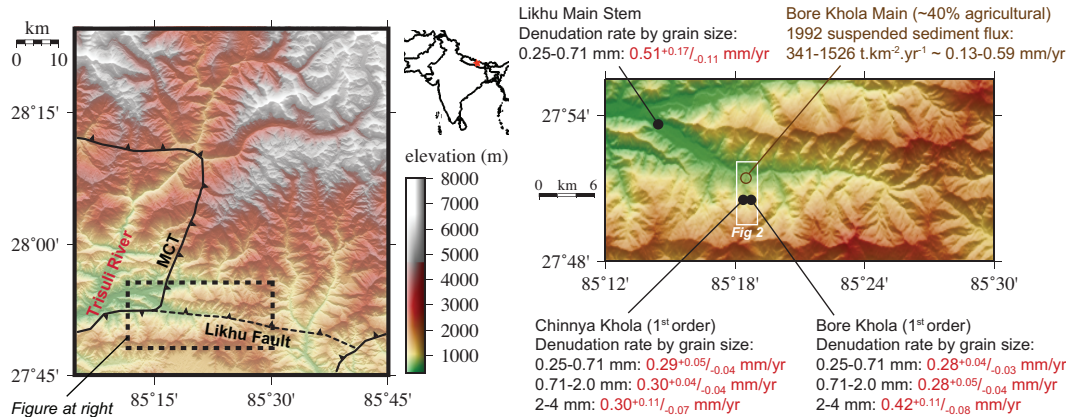 km
0 10
28°15'
28°00'
27°45'
85°15'
85°30'
85°45'
Trisuli River
MCT
Likhu Fault
Figure at right
elevation (m)
8000
7000
6000
5000
4000
3000
2000
1000
Likhu Main Stem
Denudation rate by grain size:
0.25-0.71 mm: 0.51+0.17/-0.11 mm/yr
Bore Khola Main (~40% agricultural)
1992 suspended sediment flux:
341-1526 t.km-2.yr-1 ~ 0.13-0.59 mm/yr
27°54'
0 km 6
27°48'
Fig 2
85°12'
85°18'
85°24'
85°30'
Chinnya Khola (1st order)
Denudation rate by grain size:
0.25-0.71 mm: 0.29+0.05/-0.04 mm/yr
0.71-2.0 mm: 0.30+0.04/-0.04 mm/yr
2-4 mm: 0.30+0.11/-0.07 mm/yr
Bore Khola (1st order)
Denudation rate by grain size:
0.25-0.71 mm: 0.28+0.04/-0.03 mm/yr
0.71-2.0 mm: 0.28+0.05/-0.04 mm/yr
2-4 mm: 0.42+0.11/-0.08 mm/yr